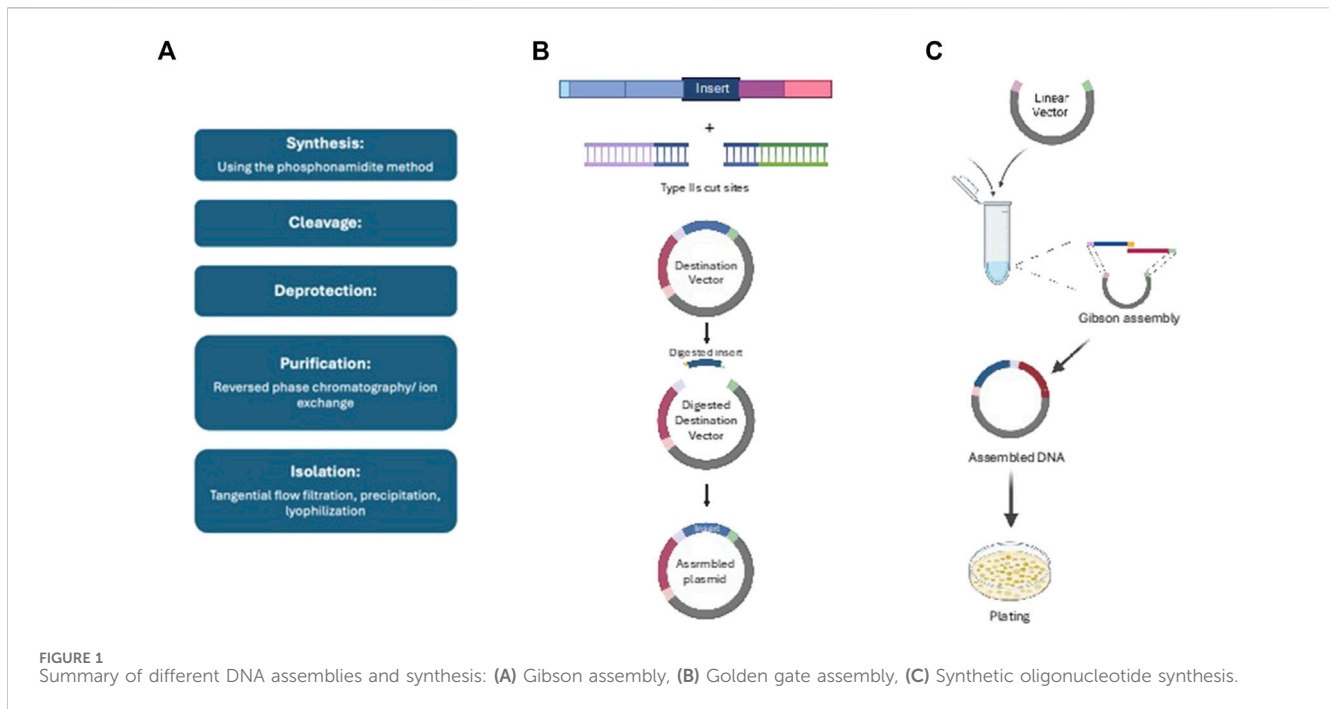 A
Synthesis:
Using the phosphonamidite method
Cleavage:
Deprotection:
Purification:
Reversed phase chromatography/ ion
exchange
Isolation:
Tangential flow filtration, precipitation,
lyophilization
B
Insert
+
Type IIs cut sites
Destination
Vector
Digested insert
Digested
Destination
Vector
Insert
Assrmbled
plasmid
C
Linear
Vector
Gibson assembly
Assembled DNA
Plating
FIGURE 1
Summary of different DNA assemblies and synthesis: (A) Gibson assembly, (B) Golden gate assembly, (C) Synthetic oligonucleotide synthesis.